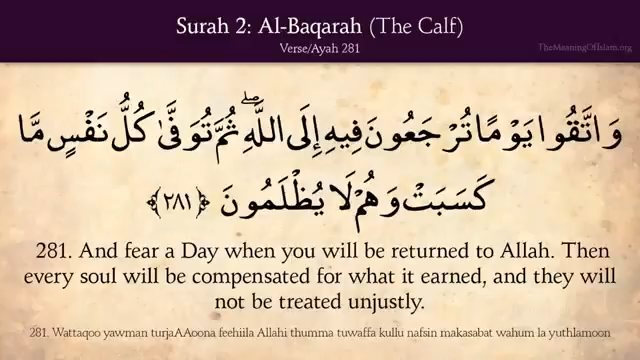 Surah 2: Al-Baqarah (The Calf)
Verse/Ayah 281
TheMeaningOfIslam.org
وَاتَّقُوا يَوْمًا تُرْجَعُونَ فِيهِ إِلَى اللَّهِ ۖ ثُمَّ تُوَفَّىٰ كُلُّ نَفْسٍ مَّا
كَسَبَتْ وَهُمْ لَا يُظْلَمُونَ ﴿٢٨١﴾
281. And fear a Day when you will be returned to Allah. Then
every soul will be compensated for what it earned, and they will
not be treated unjustly.
281. Wattaqoo yawman turjaAAoona feehiila Allahi thumma tuwaffa kullu nafsin makasabat wahum la yuthlamoon